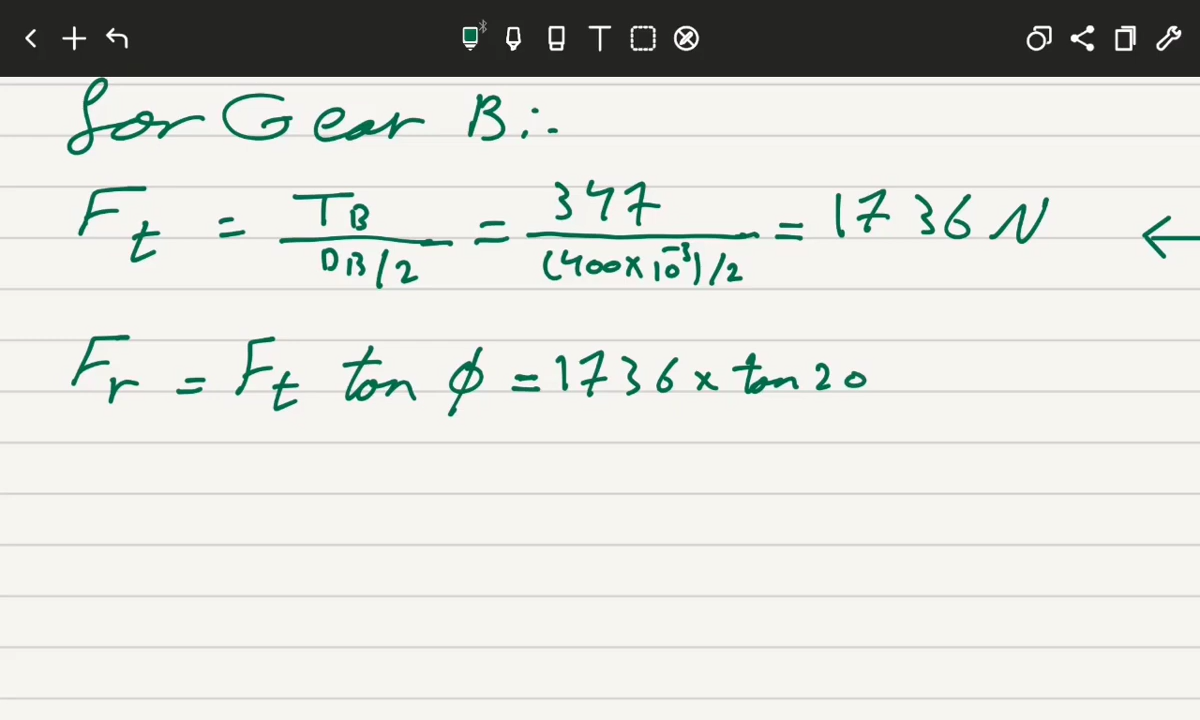 for Gear B:-
Ft = TB / DB/2 = 347 / (400×10⁻³)/2 = 1736 N ←
Fr = Ft tan ϕ = 1736 × tan 20